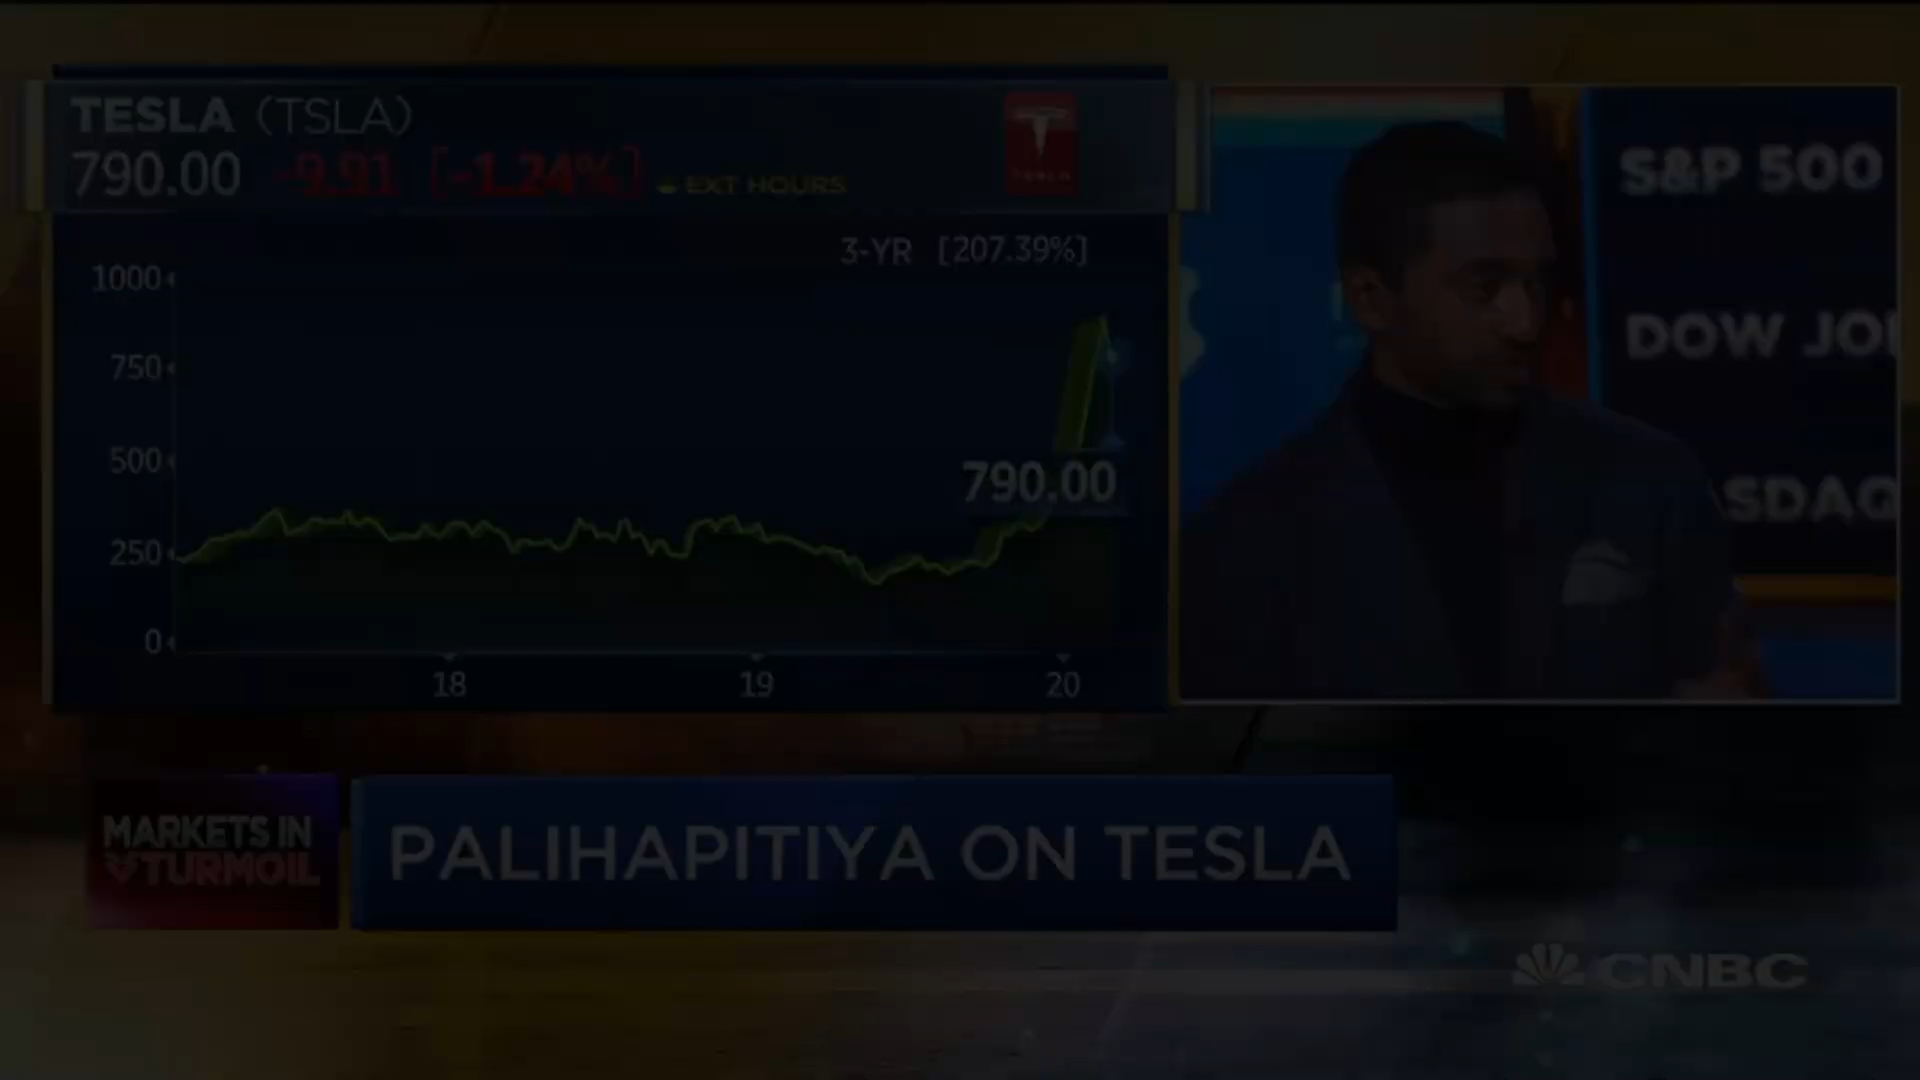 TESLA (TSLA)
790.00 -9.91 [-1.24%] EXT HOURS
TESLA
3-YR [207.39%]
1000
750
500
250
0
790.00
18 19 20
S&P 500
DOW JO
SDAQ
MARKETS IN
TURMOIL
PALIHAPITIYA ON TESLA
CNBC